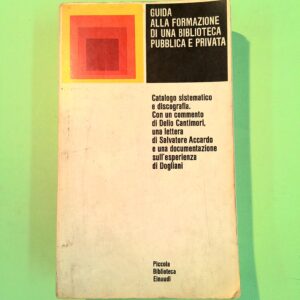 GUIDA
ALLA FORMAZIONE
DI UNA BIBLIOTECA
PUBBLICA E PRIVATA
Catalogo sistematico
e discografia.
Con un commento
di Delio Cantimori,
una lettera
di Salvatore Accardo
e una documentazione
sull'esperienza
di Dogliani
Piccola
Biblioteca
Einaudi